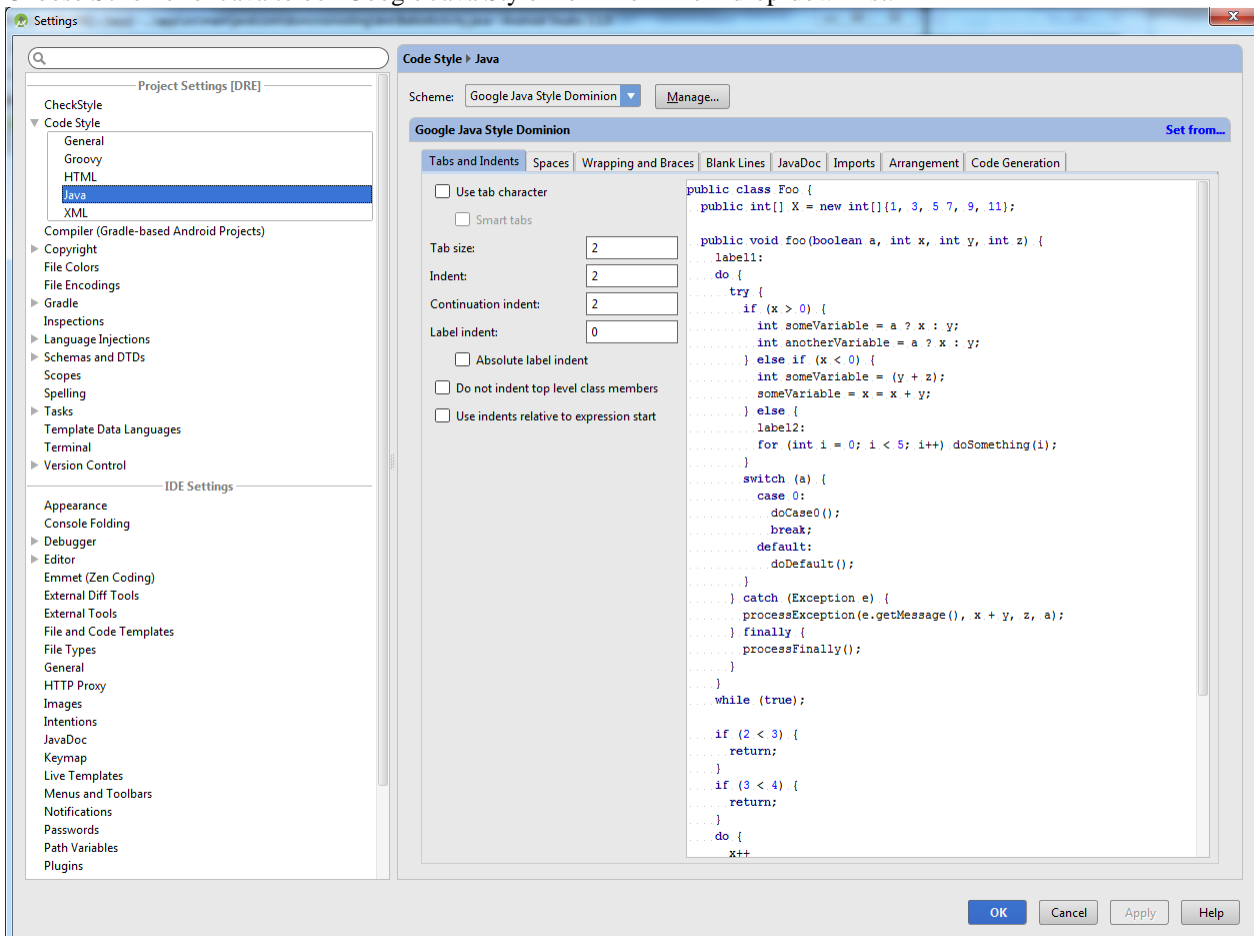 Settings
Project Settings [DRE]
CheckStyle
Code Style
General
Groovy
HTML
Java
XML
Compiler (Gradle-based Android Projects)
Copyright
File Colors
File Encodings
Gradle
Inspections
Language Injections
Schemas and DTDs
Scopes
Spelling
Tasks
Template Data Languages
Terminal
Version Control
IDE Settings
Appearance
Console Folding
Debugger
Editor
Emmet (Zen Coding)
External Diff Tools
External Tools
File and Code Templates
File Types
General
HTTP Proxy
Images
Intentions
JavaDoc
Keymap
Live Templates
Menus and Toolbars
Notifications
Passwords
Path Variables
Plugins
Code Style Java
Scheme: Google Java Style Dominion Manage...
Google Java Style Dominion Set from...
Tabs and Indents Spaces Wrapping and Braces Blank Lines JavaDoc Imports Arrangement Code Generation
Use tab character
Smart tabs
Tab size: 2
Indent: 2
Continuation indent: 2
Label indent: 0
Absolute label indent
Do not indent top level class members
Use indents relative to expression start
public class Foo {
public int[] X = new int[]{1, 3, 5 7, 9, 11};
public void foo(boolean a, int x, int y, int z) {
label1:
do {
try {
if (x > 0) {
int someVariable = a ? x : y;
int anotherVariable = a ? x : y;
} else if (x < 0) {
int someVariable = (y + z);
someVariable = x = x + y;
} else {
label2:
for (int i = 0; i < 5; i++) doSomething(i);
}
switch (a) {
case 0:
doCase0();
break;
default:
doDefault();
}
} catch (Exception e) {
processException(e.getMessage(), x + y, z, a);
} finally {
processFinally();
}
}
while (true);
if (2 < 3) {
return;
}
if (3 < 4) {
return;
}
do {
x++
OK Cancel Apply Help